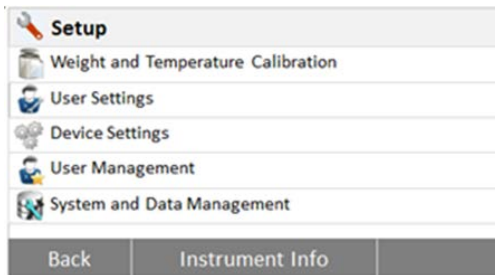 Setup
Weight and Temperature Calibration
User Settings
Device Settings
User Management
System and Data Management
Back Instrument Info